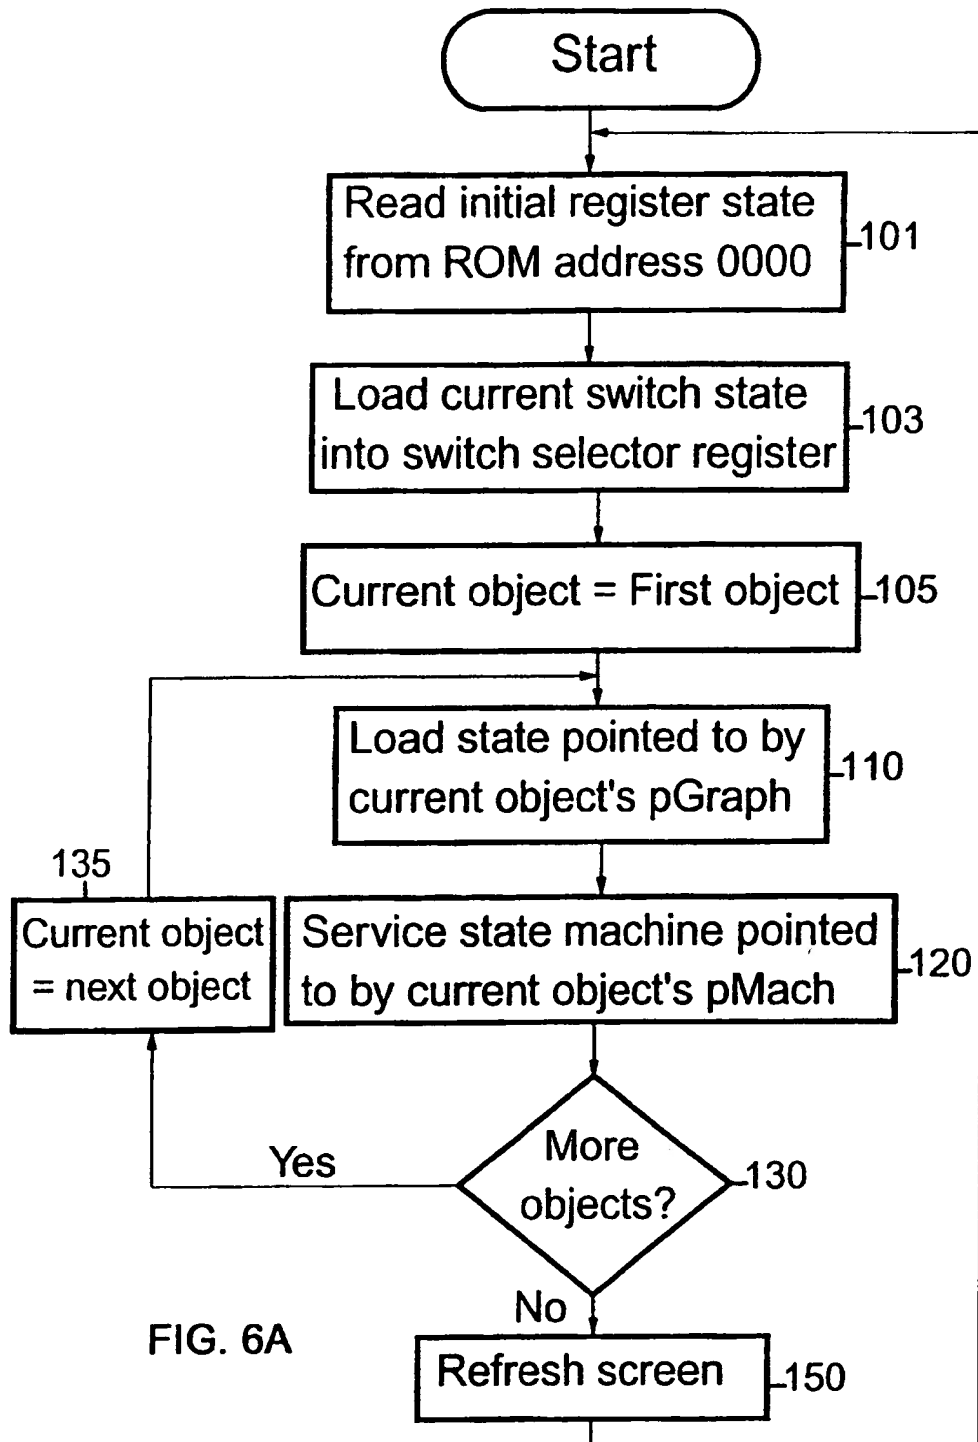 Start
Read initial register state
from ROM address 0000
101
Load current switch state
into switch selector register
103
Current object = First object
105
Load state pointed to by
current object's pGraph
110
135
Current object
= next object
Service state machine pointed
to by current object's pMach
120
More
objects?
130
Yes
No
FIG. 6A
Refresh screen
150